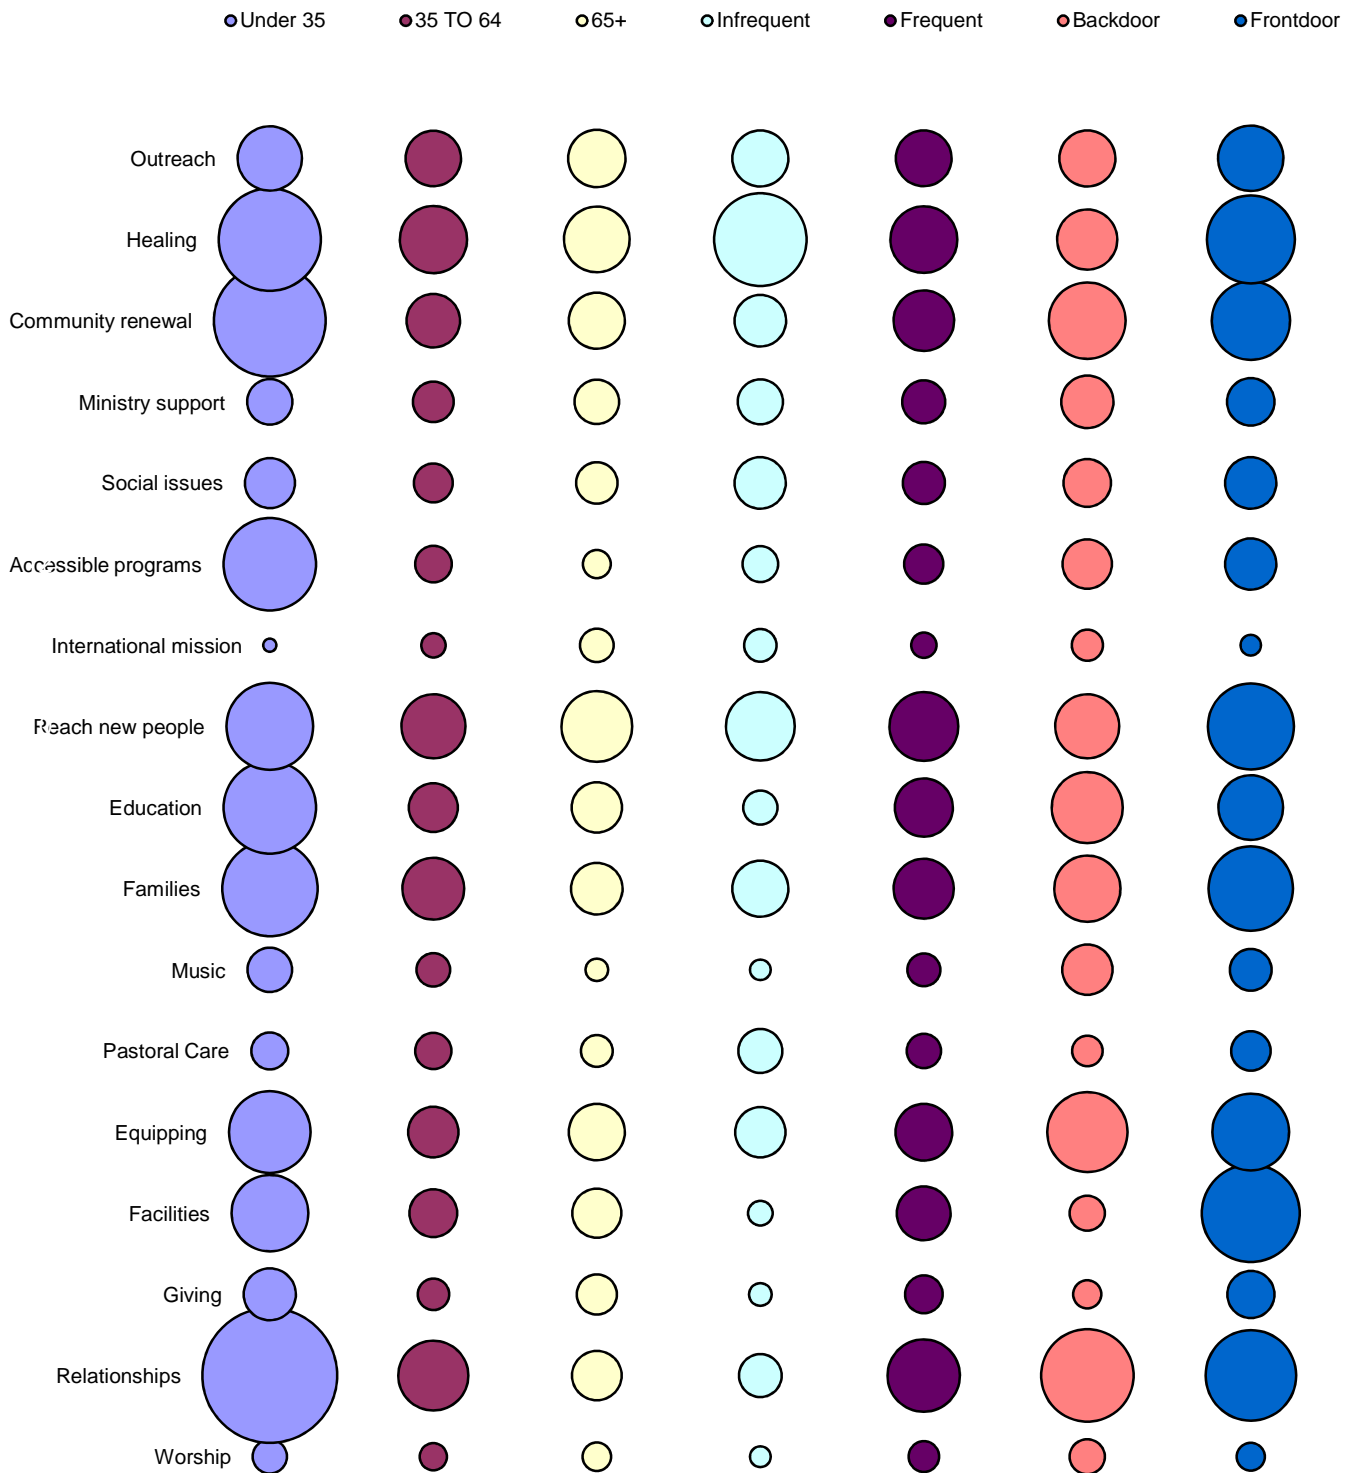 Under 35 35 TO 64 65+ Infrequent Frequent Backdoor Frontdoor
Outreach
Healing
Community renewal
Ministry support
Social issues
Accessible programs
International mission
Reach new people
Education
Families
Music
Pastoral Care
Equipping
Facilities
Giving
Relationships
Worship